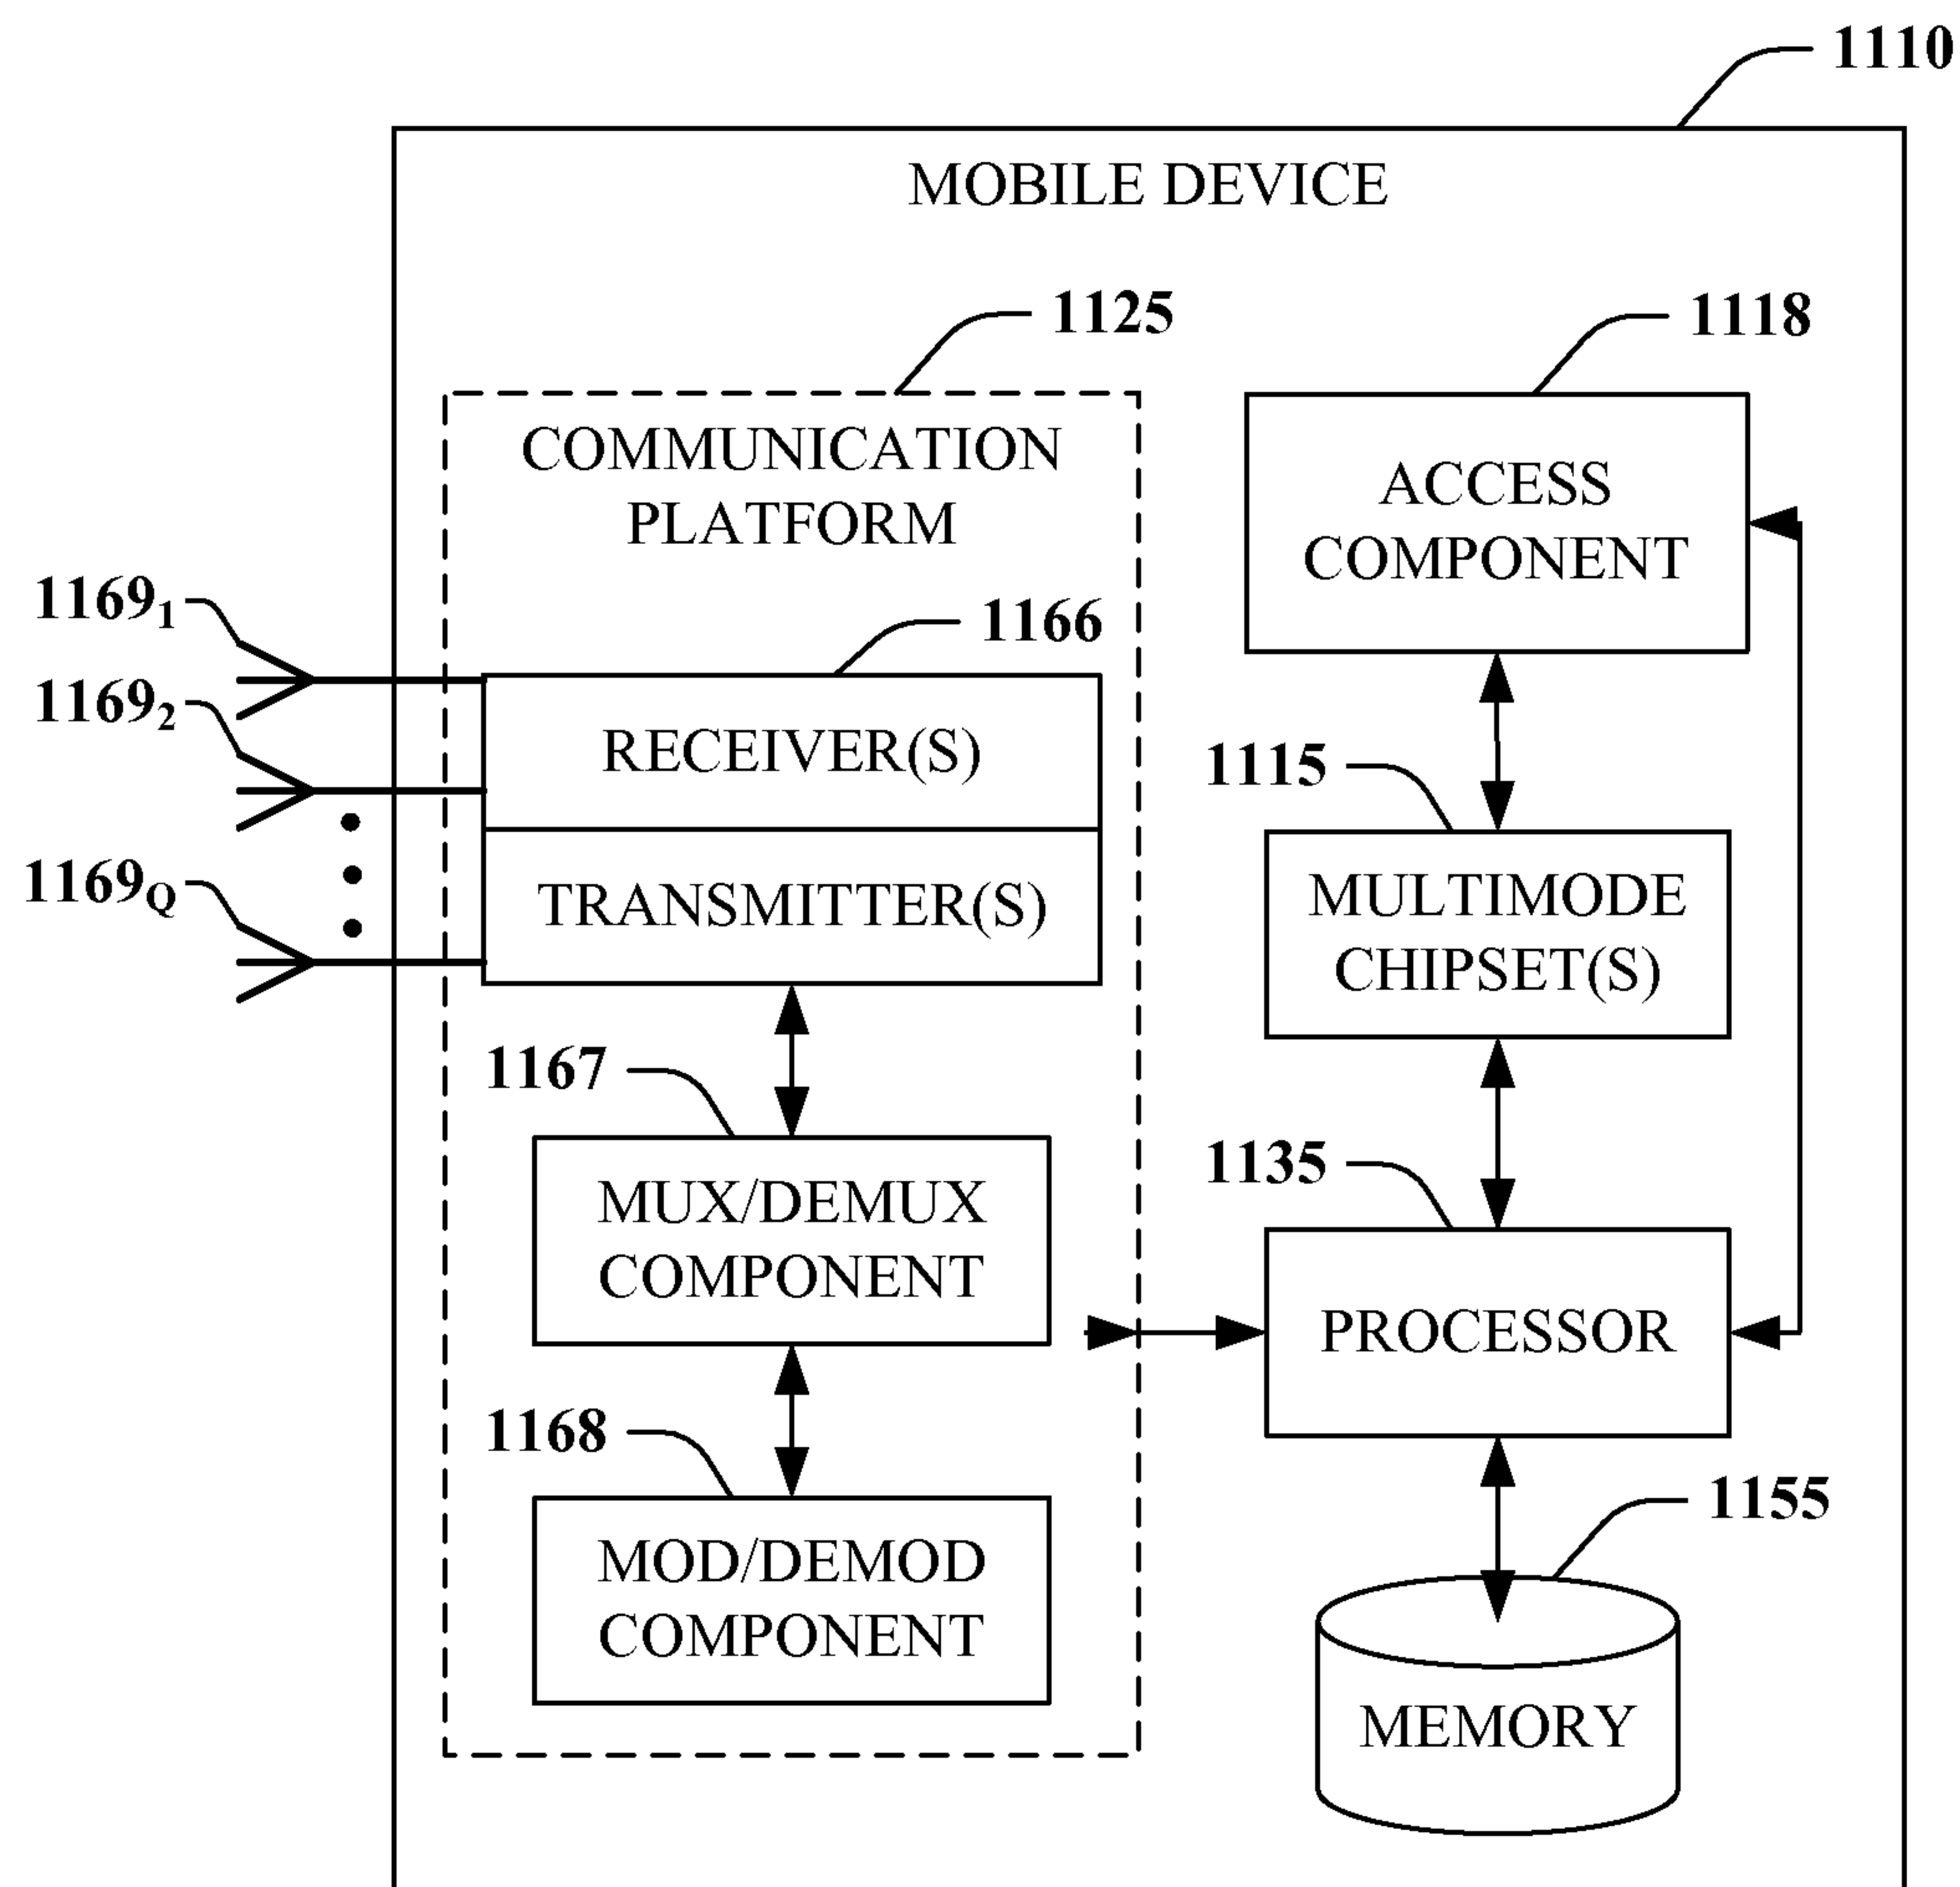 1110
MOBILE DEVICE
1125
1118
COMMUNICATION
PLATFORM
ACCESS
COMPONENT
1169₁
1166
1169₂
RECEIVER(S)
1115
1169Q
TRANSMITTER(S)
MULTIMODE
CHIPSET(S)
1167
1135
MUX/DEMUX
COMPONENT
PROCESSOR
1168
1155
MOD/DEMOD
COMPONENT
MEMORY